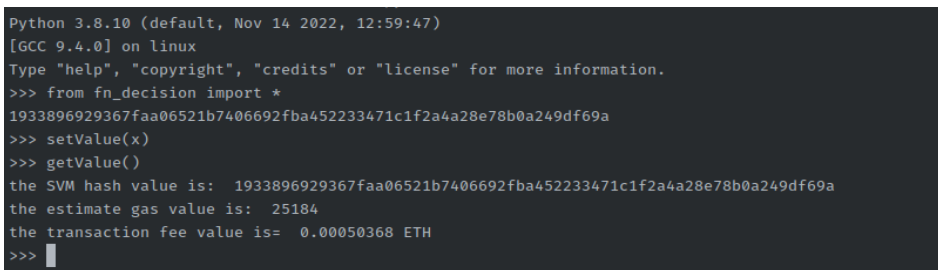 Python 3.8.10 (default, Nov 14 2022, 12:59:47)
[GCC 9.4.0] on linux
Type "help", "copyright", "credits" or "license" for more information.
>>> from fn_decision import *
1933896929367faa06521b7406692fba452233471c1f2a4a28e78b0a249df69a
>>> setValue(x)
>>> getValue()
the SVM hash value is:  1933896929367faa06521b7406692fba452233471c1f2a4a28e78b0a249df69a
the estimate gas value is:  25184
the transaction fee value is=  0.00050368 ETH
>>>